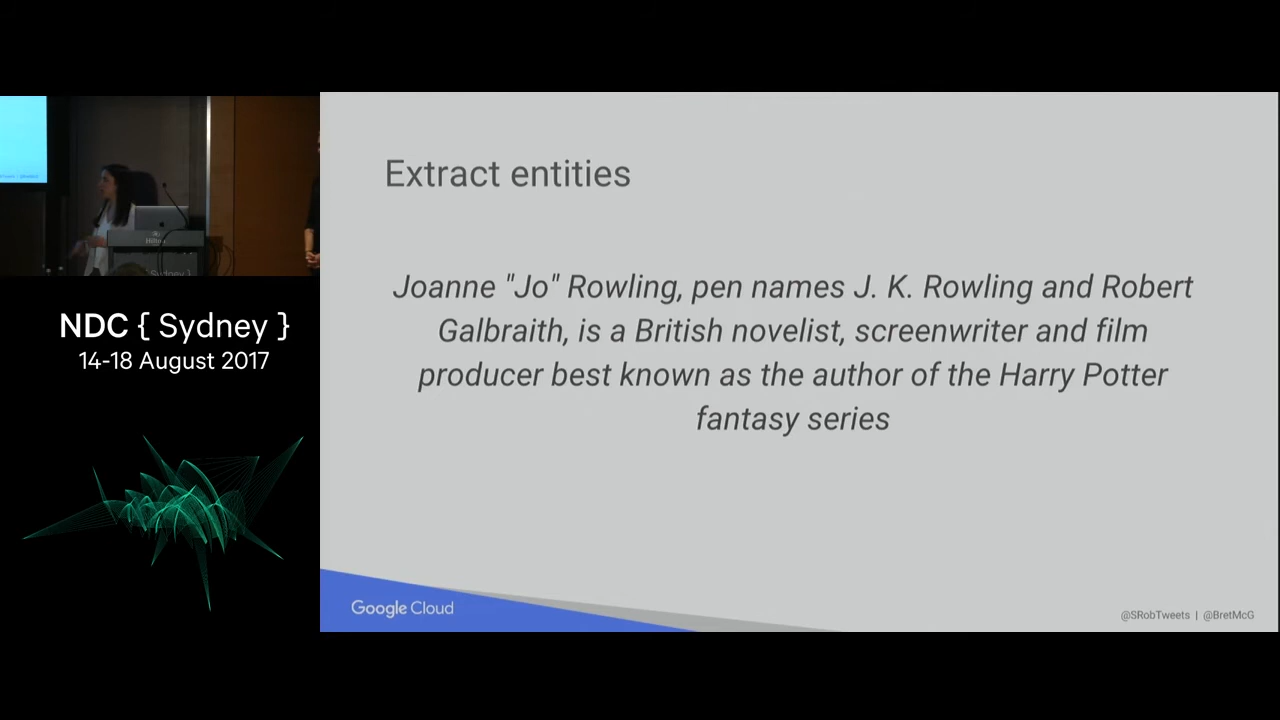 Extract entities
Joanne "Jo" Rowling, pen names J. K. Rowling and Robert
Galbraith, is a British novelist, screenwriter and film
producer best known as the author of the Harry Potter
fantasy series
Google Cloud
@SRobTweets | @BretMcG
Hilton
Sydney }
NDC { Sydney }
14-18 August 2017